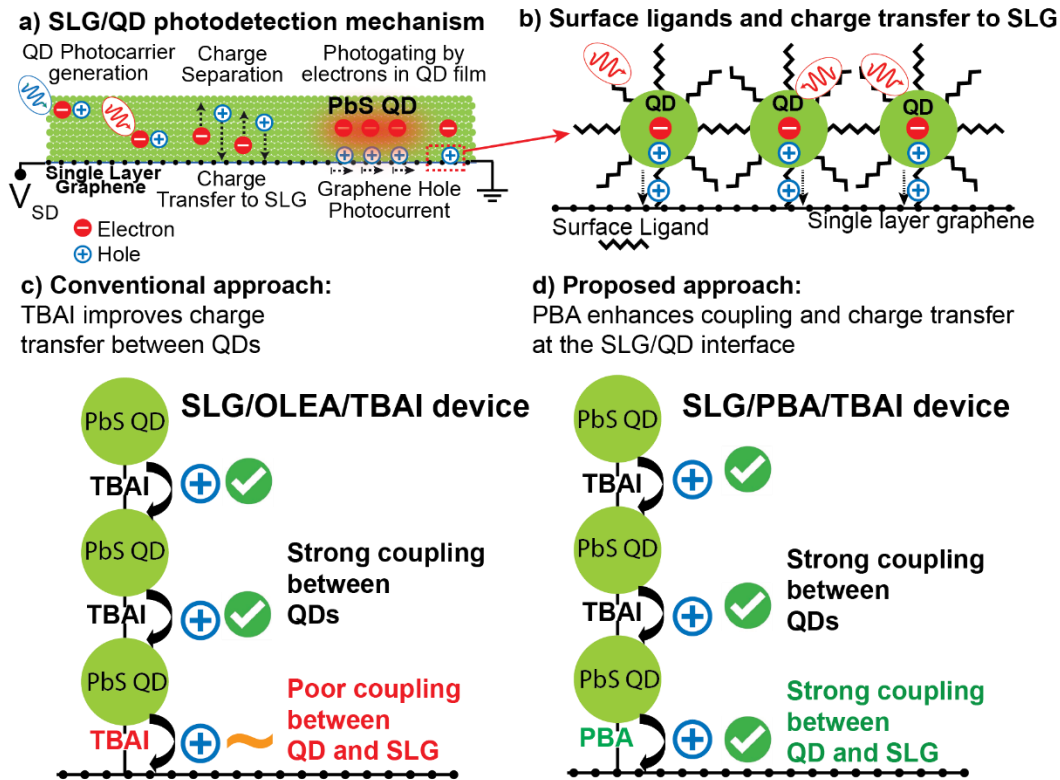 a) SLG/QD photodetection mechanism
QD Photocarrier
generation
Charge
Separation
Photogating by
electrons in QD film
PbS QD
Single Layer
Graphene
Charge
Transfer to SLG
Graphene Hole
Photocurrent
V
SD
Electron
Hole
b) Surface ligands and charge transfer to SLG
QD
QD
QD
Surface Ligand
Single layer graphene
c) Conventional approach:
TBAI improves charge
transfer between QDs
SLG/OLEA/TBAI device
PbS QD
TBAI
PbS QD
TBAI
Strong coupling
between
QDs
PbS QD
TBAI
Poor coupling
between
QD and SLG
d) Proposed approach:
PBA enhances coupling and charge transfer
at the SLG/QD interface
SLG/PBA/TBAI device
PbS QD
TBAI
PbS QD
TBAI
Strong coupling
between
QDs
PbS QD
PBA
Strong coupling
between
QD and SLG